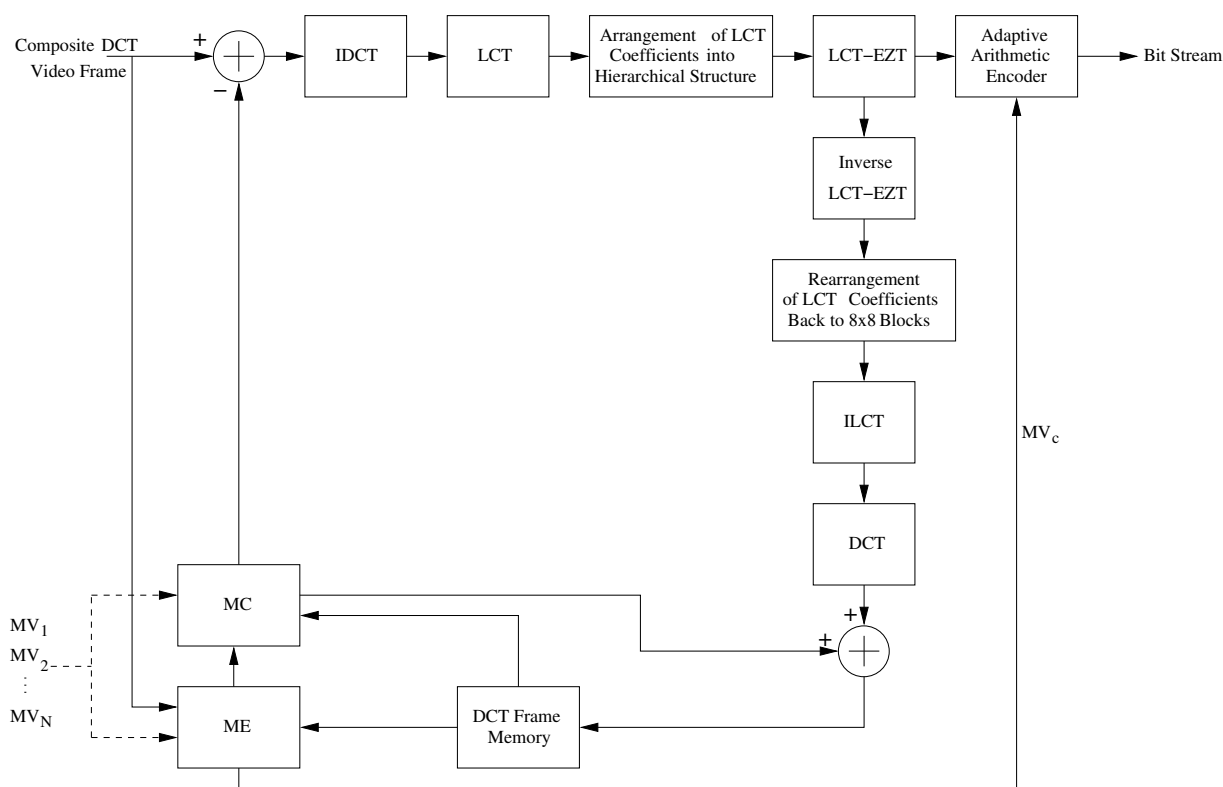 Composite DCT
Video Frame
+
−
IDCT
LCT
Arrangement of LCT
Coefficients into
Hierarchical Structure
LCT−EZT
Adaptive
Arithmetic
Encoder
Bit Stream
Inverse
LCT−EZT
Rearrangement
of LCT Coefficients
Back to 8x8 Blocks
ILCT
MVc
DCT
MC
+
+
MV1
MV2
MVN
ME
DCT Frame
Memory